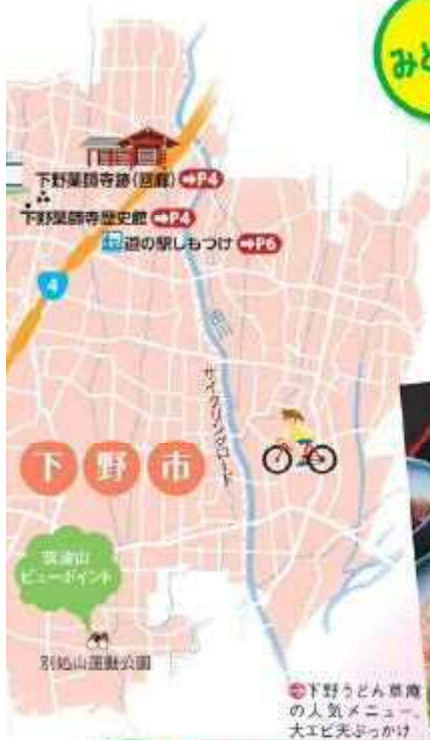 みど
下野薬師寺跡(回廊) ➡P4
下野薬師寺歴史館 ➡P4
道の駅しもつけ ➡P6
4
田川
サイクリングロード
下野市
筑波山
ビューポイント
別処山運動公園
下野うどん草庵
の人気メニュー、
大エビ天ぶっかけ